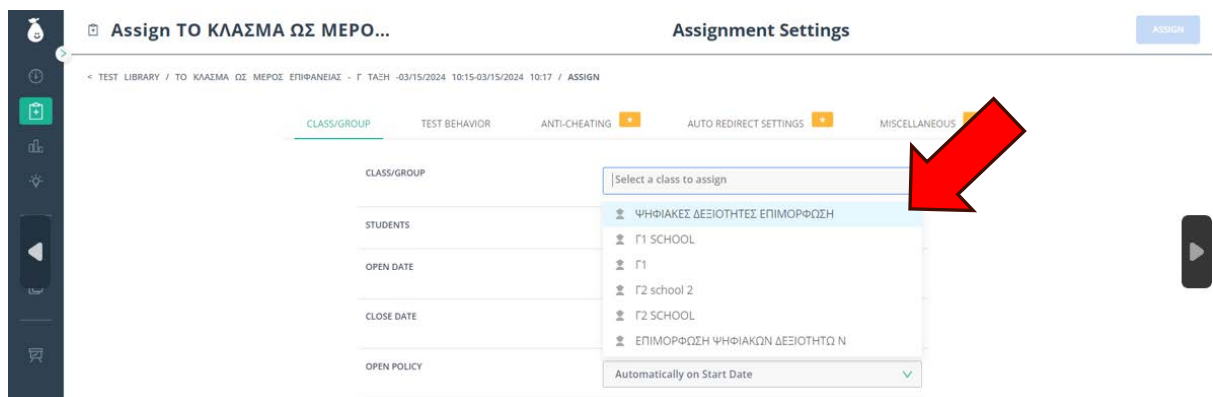 Assign ΤΟ ΚΛΑΣΜΑ ΩΣ ΜΕΡΟ...
Assignment Settings
ASSIGN
< TEST LIBRARY / ΤΟ ΚΛΑΣΜΑ ΩΣ ΜΕΡΟΣ ΕΠΙΦΑΝΕΙΑΣ - Γ ΤΑΞΗ -03/15/2024 10:15-03/15/2024 10:17 / ASSIGN
CLASS/GROUP TEST BEHAVIOR ANTI-CHEATING AUTO REDIRECT SETTINGS MISCELLANEOUS
CLASS/GROUP
Select a class to assign
ΨΗΦΙΑΚΕΣ ΔΕΞΙΟΤΗΤΕΣ ΕΠΙΜΟΡΦΩΣΗ
STUDENTS
Γ1 SCHOOL
OPEN DATE
Γ1
Γ2 school 2
CLOSE DATE
Γ2 SCHOOL
ΕΠΙΜΟΡΦΩΣΗ ΨΗΦΙΑΚΩΝ ΔΕΞΙΟΤΗΤΩ Ν
OPEN POLICY
Automatically on Start Date